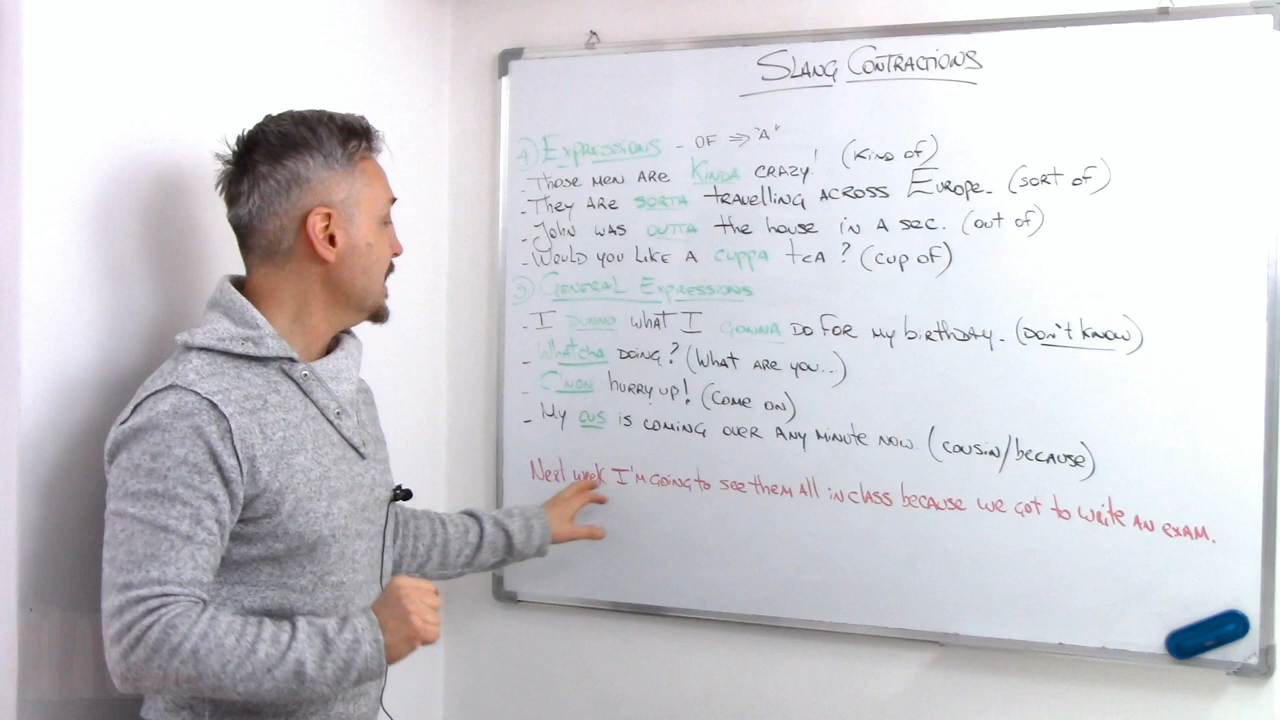 SLANG CONTRACTIONS
4) EXPRESSIONS - OF ⇒ "A"
- Those MEN ARE KINDA CRAZY! (KIND OF)
- They ARE SORTA travelling ACROSS EUROPE. (SORT OF)
- John WAS OUTTA the house in A sec. (out of)
- Would you LIKE A CUPPA tEA? (cup of)
5) GENERAL EXPRESSIONS
- I DUNNO what I GONNA DO FOR My birthday. (DON't KNOW)
- Whatcha DOING? (What ARE you...)
- C'MON hurry up! (COME ON)
- My CUS is COMING OVER ANY MINUTE NOW (COUSIN/because)
Next week I'm GOING to see them all in class because we got to write AN EXAM.